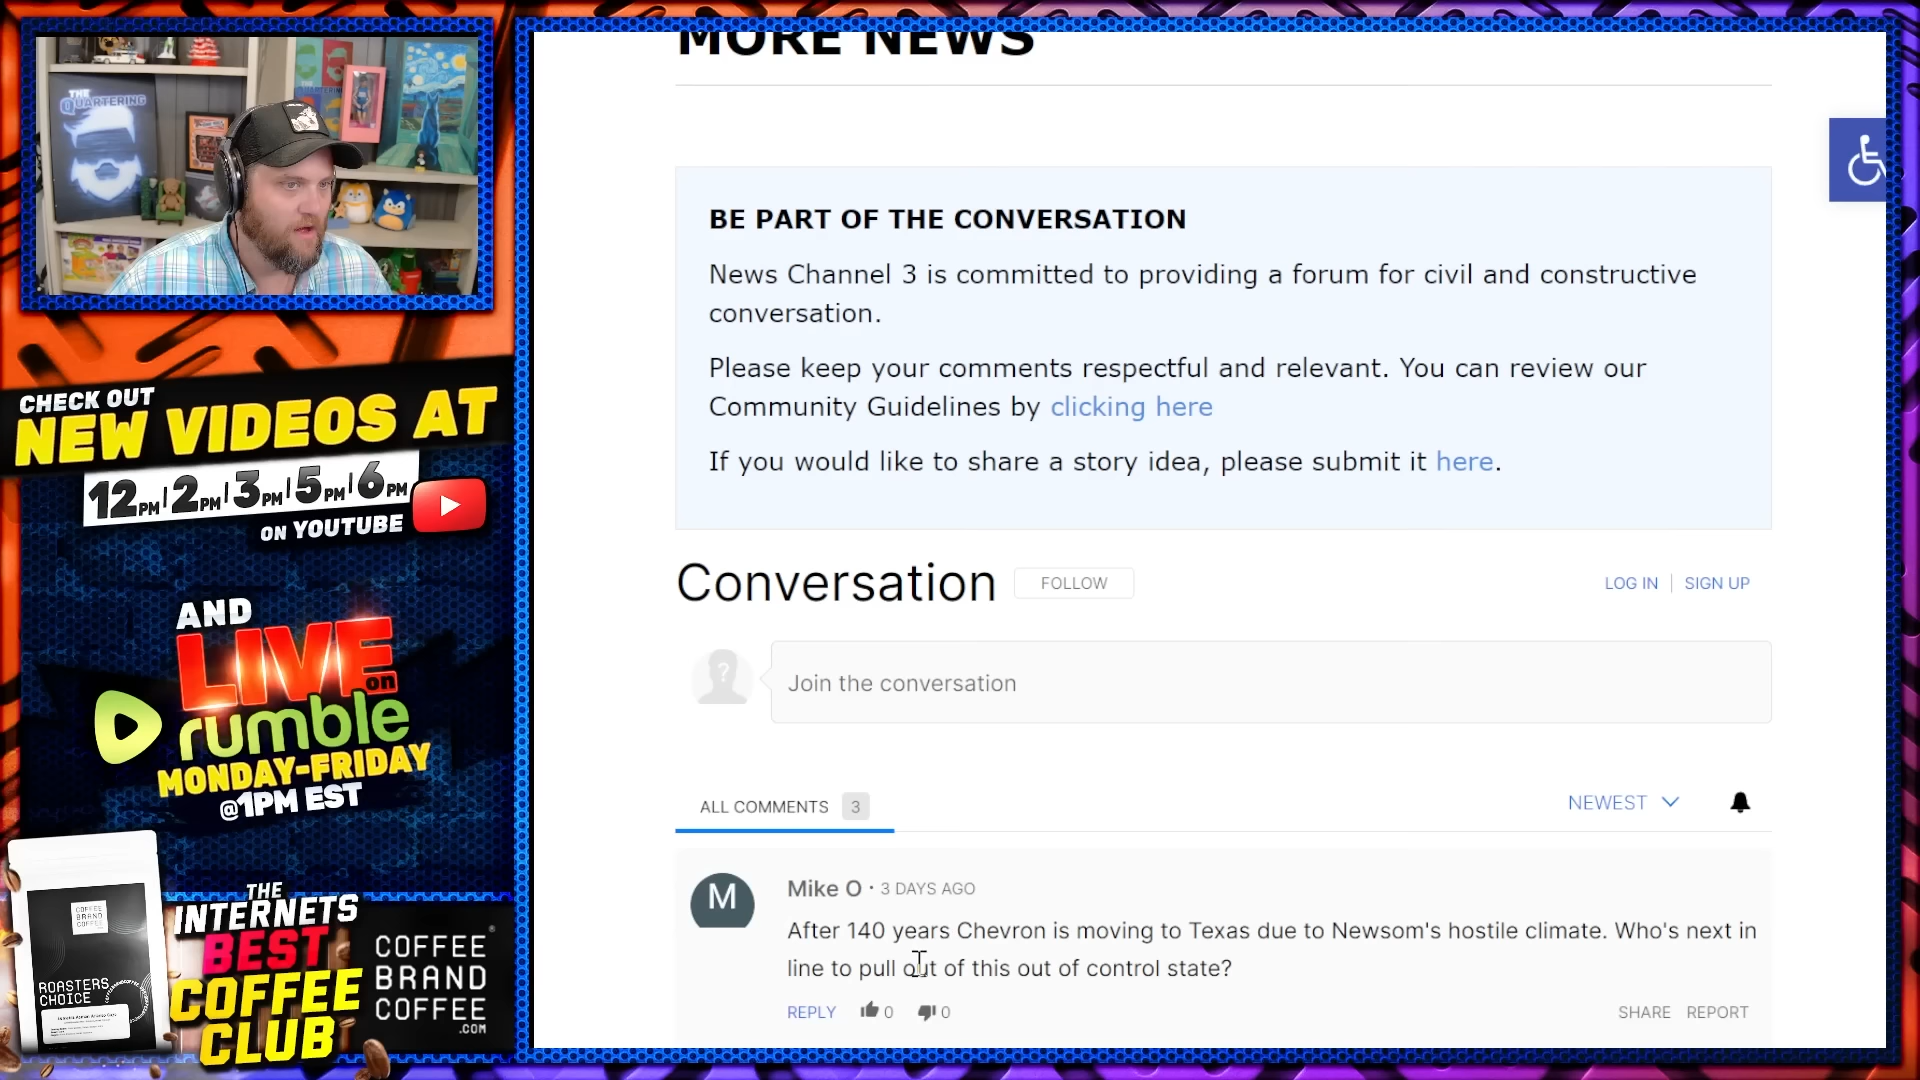 THE
QUARTERING
CHECK OUT
NEW VIDEOS AT
12PM | 2PM | 3PM | 5PM | 6PM
ON YOUTUBE
AND
LIVE
on
rumble
MONDAY-FRIDAY
@1PM EST
COFFEE
BRAND
COFFEE
ROASTERS
CHOICE
THE
INTERNETS
BEST
COFFEE
CLUB
COFFEE
BRAND
COFFEE
.COM
MORE NEWS
BE PART OF THE CONVERSATION
News Channel 3 is committed to providing a forum for civil and constructive
conversation.
Please keep your comments respectful and relevant. You can review our
Community Guidelines by clicking here
If you would like to share a story idea, please submit it here.
Conversation FOLLOW LOG IN | SIGN UP
?
Join the conversation
ALL COMMENTS 3 NEWEST
M
Mike O · 3 DAYS AGO
After 140 years Chevron is moving to Texas due to Newsom's hostile climate. Who's next in
line to pull out of this out of control state?
REPLY 0 0 SHARE REPORT